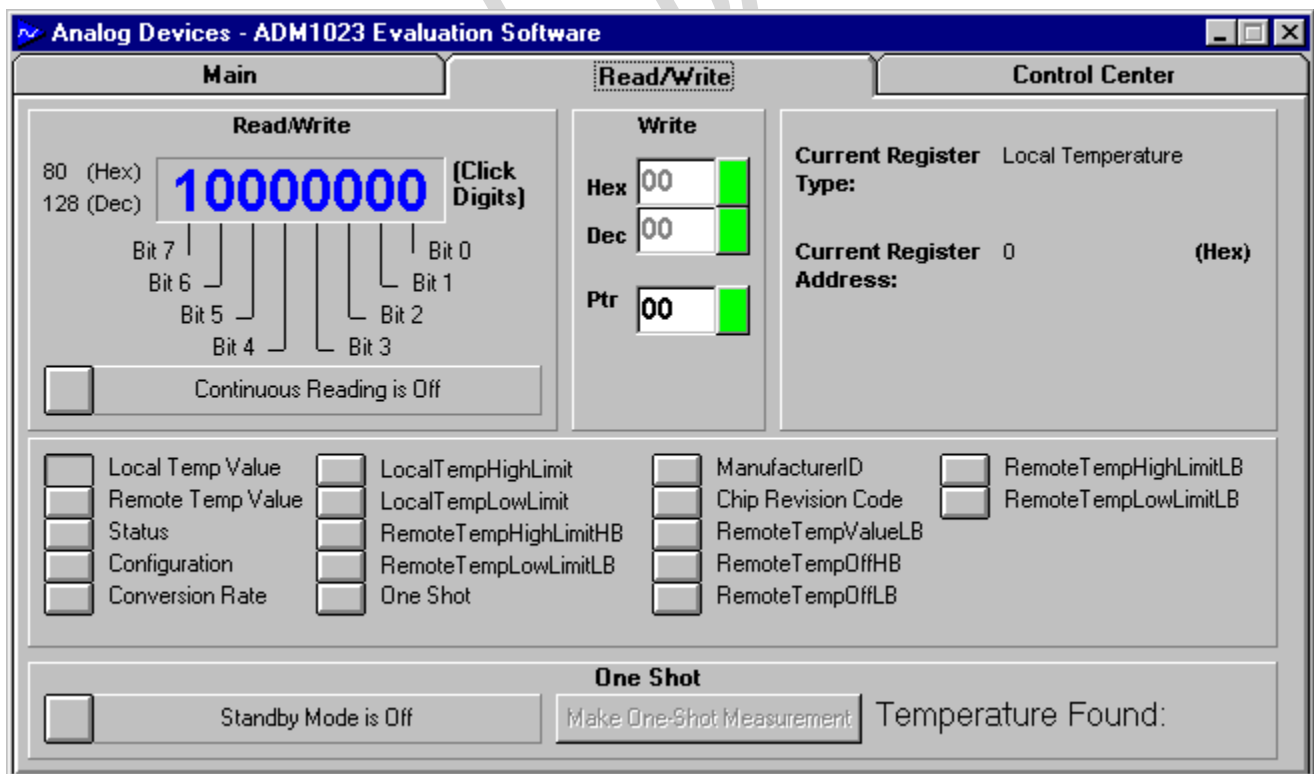 Analog Devices - ADM1023 Evaluation Software
Main
Read/Write
Control Center
Read/Write
80 (Hex)
128 (Dec)
10000000
(Click
Digits)
Bit 7
Bit 0
Bit 6
Bit 1
Bit 5
Bit 2
Bit 4
Bit 3
Continuous Reading is Off
Write
Hex 00
Dec 00
Ptr 00
Current Register Local Temperature
Type:
Current Register 0 (Hex)
Address:
Local Temp Value
Remote Temp Value
Status
Configuration
Conversion Rate
LocalTempHighLimit
LocalTempLowLimit
RemoteTempHighLimitHB
RemoteTempLowLimitLB
One Shot
ManufacturerID
Chip Revision Code
RemoteTempValueLB
RemoteTempOffHB
RemoteTempOffLB
RemoteTempHighLimitLB
RemoteTempLowLimitLB
One Shot
Standby Mode is Off
Make One-Shot Measurement
Temperature Found: